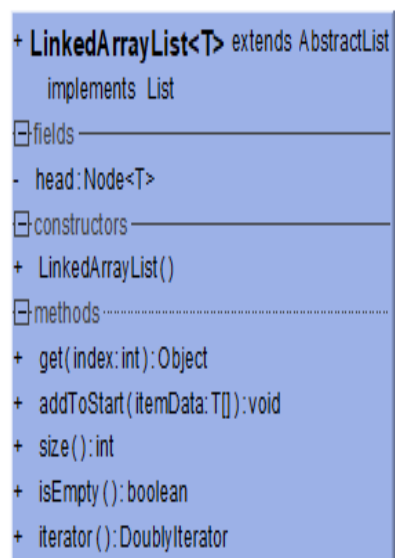 + LinkedArrayList<T> extends AbstractList
implements List
fields
- head:Node<T>
constructors
+ LinkedArrayList()
methods
+ get(index:int):Object
+ addToStart(itemData:T[]):void
+ size():int
+ isEmpty():boolean
+ iterator():DoublyIterator